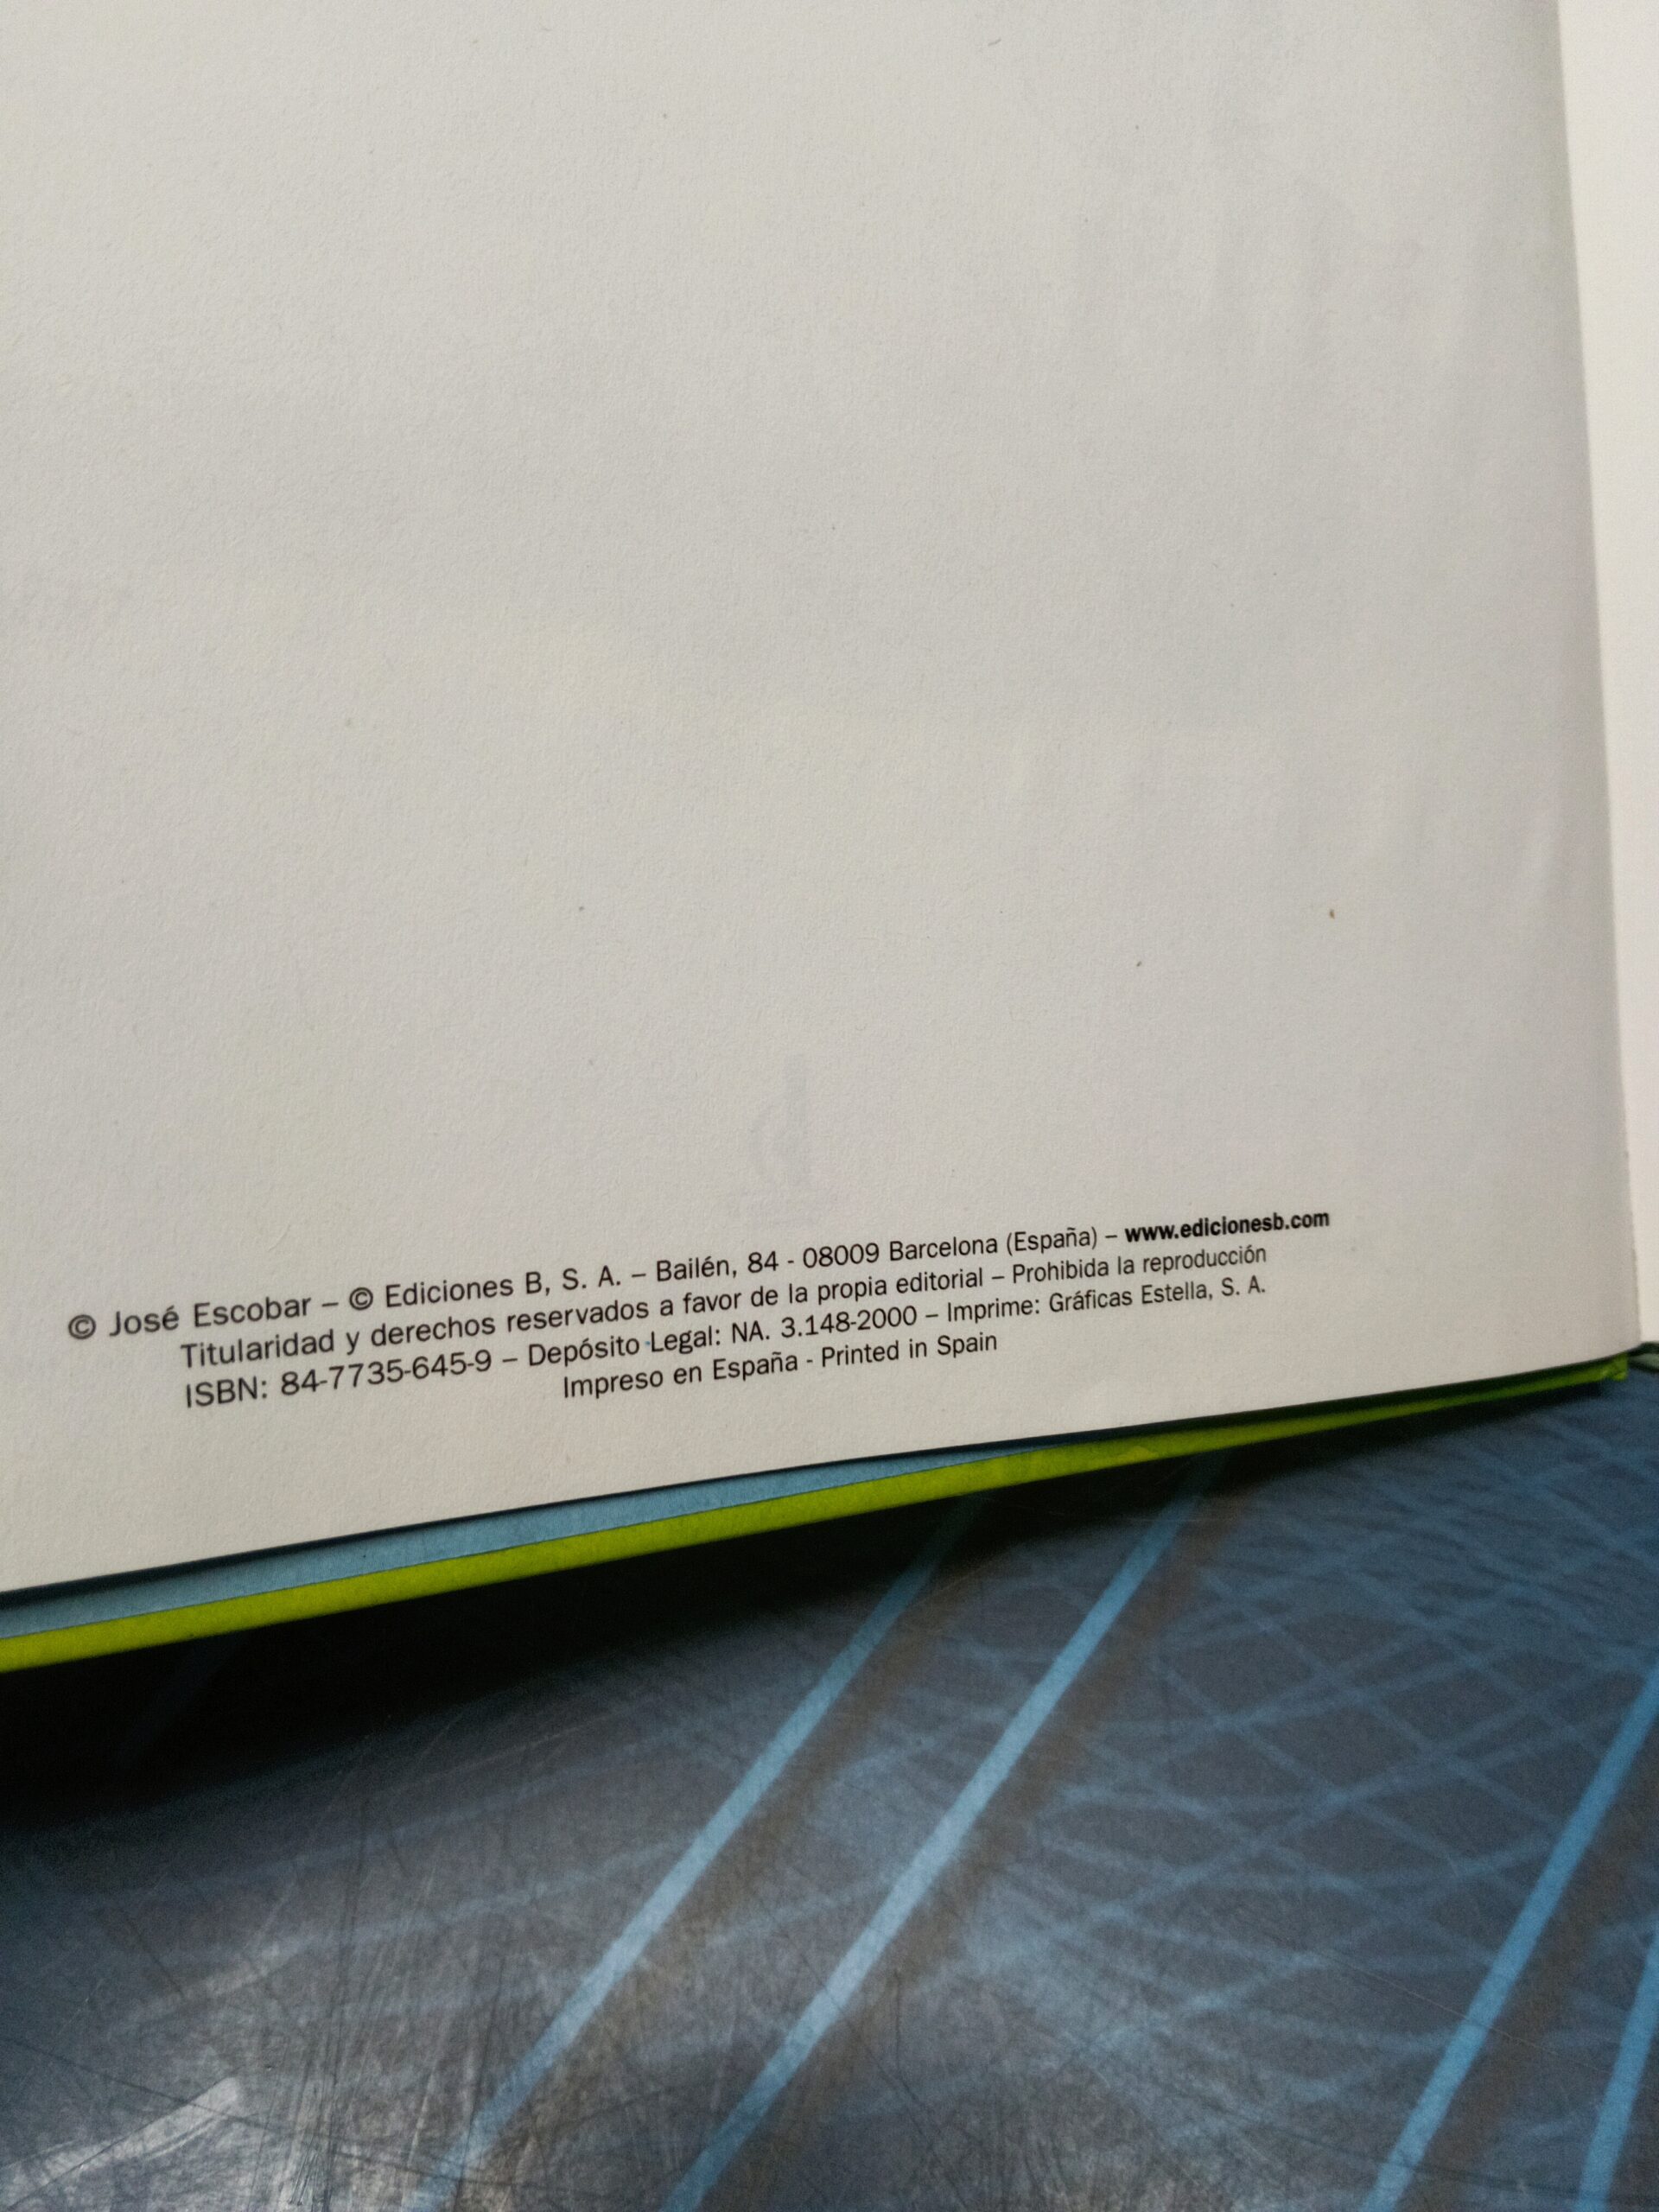 © José Escobar – © Ediciones B, S. A. – Bailén, 84 - 08009 Barcelona (España) – www.edicionesb.com
Titularidad y derechos reservados a favor de la propia editorial – Prohibida la reproducción
ISBN: 84-7735-645-9 – Depósito Legal: NA. 3.148-2000 – Imprime: Gráficas Estella, S. A.
Impreso en España - Printed in Spain